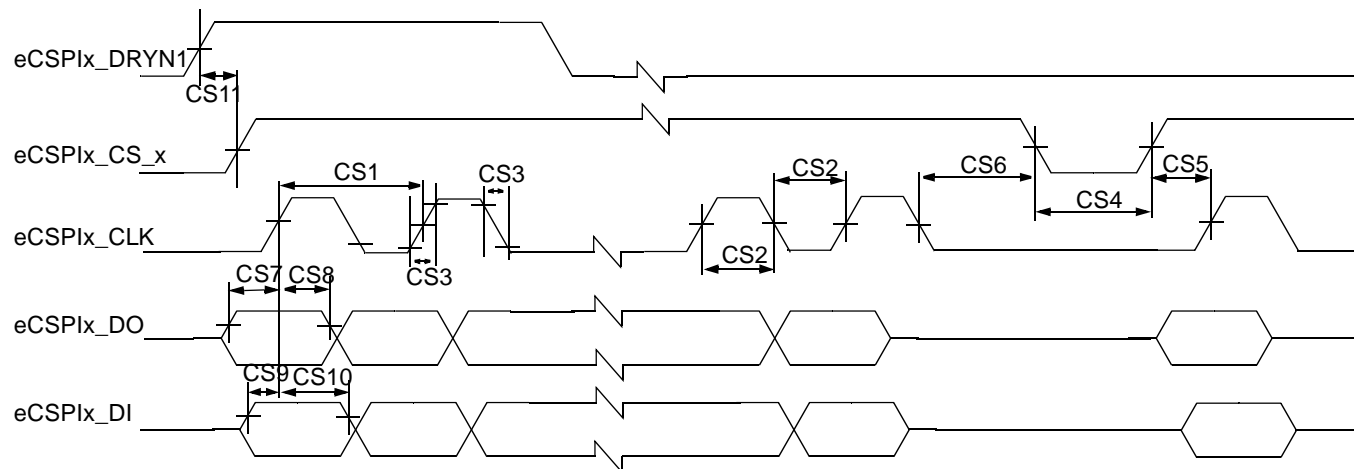 eCSPIx_DRYN1
CS11
eCSPIx_CS_x
CS1
CS3
CS2
CS6
CS5
CS4
eCSPIx_CLK
CS3
CS2
CS7
CS8
eCSPIx_DO
CS9
CS10
eCSPIx_DI